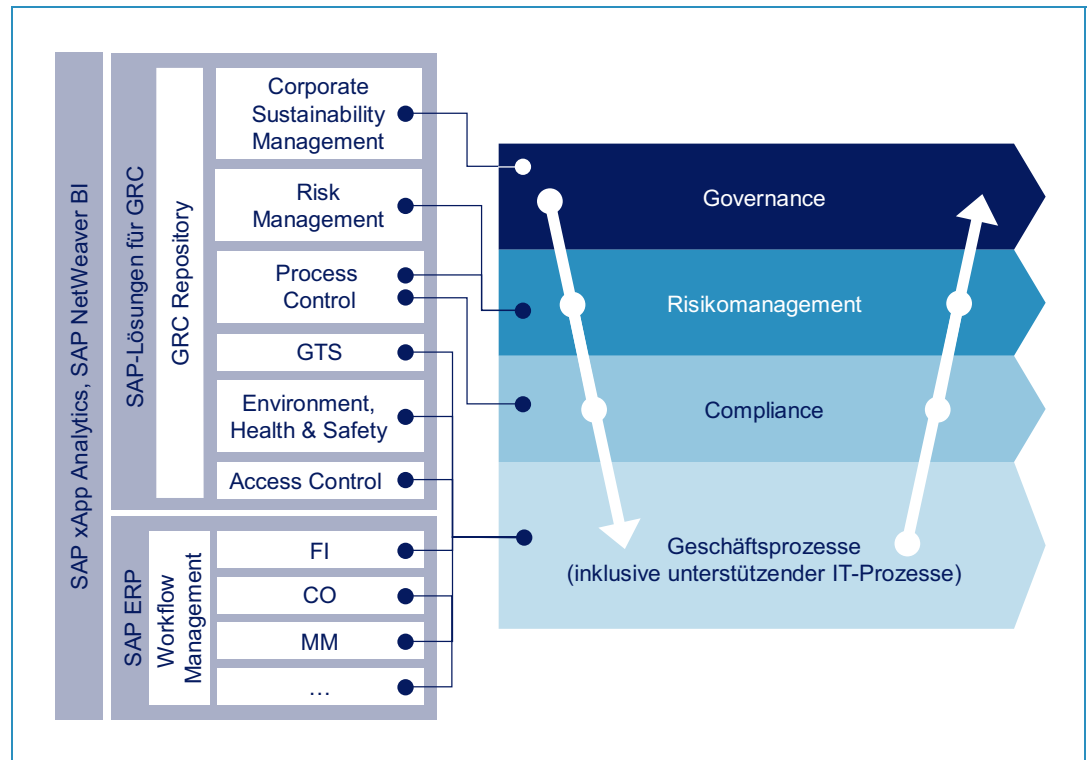 SAP xApp Analytics, SAP NetWeaver BI
SAP-Lösungen für GRC
GRC Repository
Corporate
Sustainability
Management
Risk
Management
Process
Control
GTS
Environment,
Health & Safety
Access Control
SAP ERP
Workflow
Management
FI
CO
MM
...
Governance
Risikomanagement
Compliance
Geschäftsprozesse
(inklusive unterstützender IT-Prozesse)